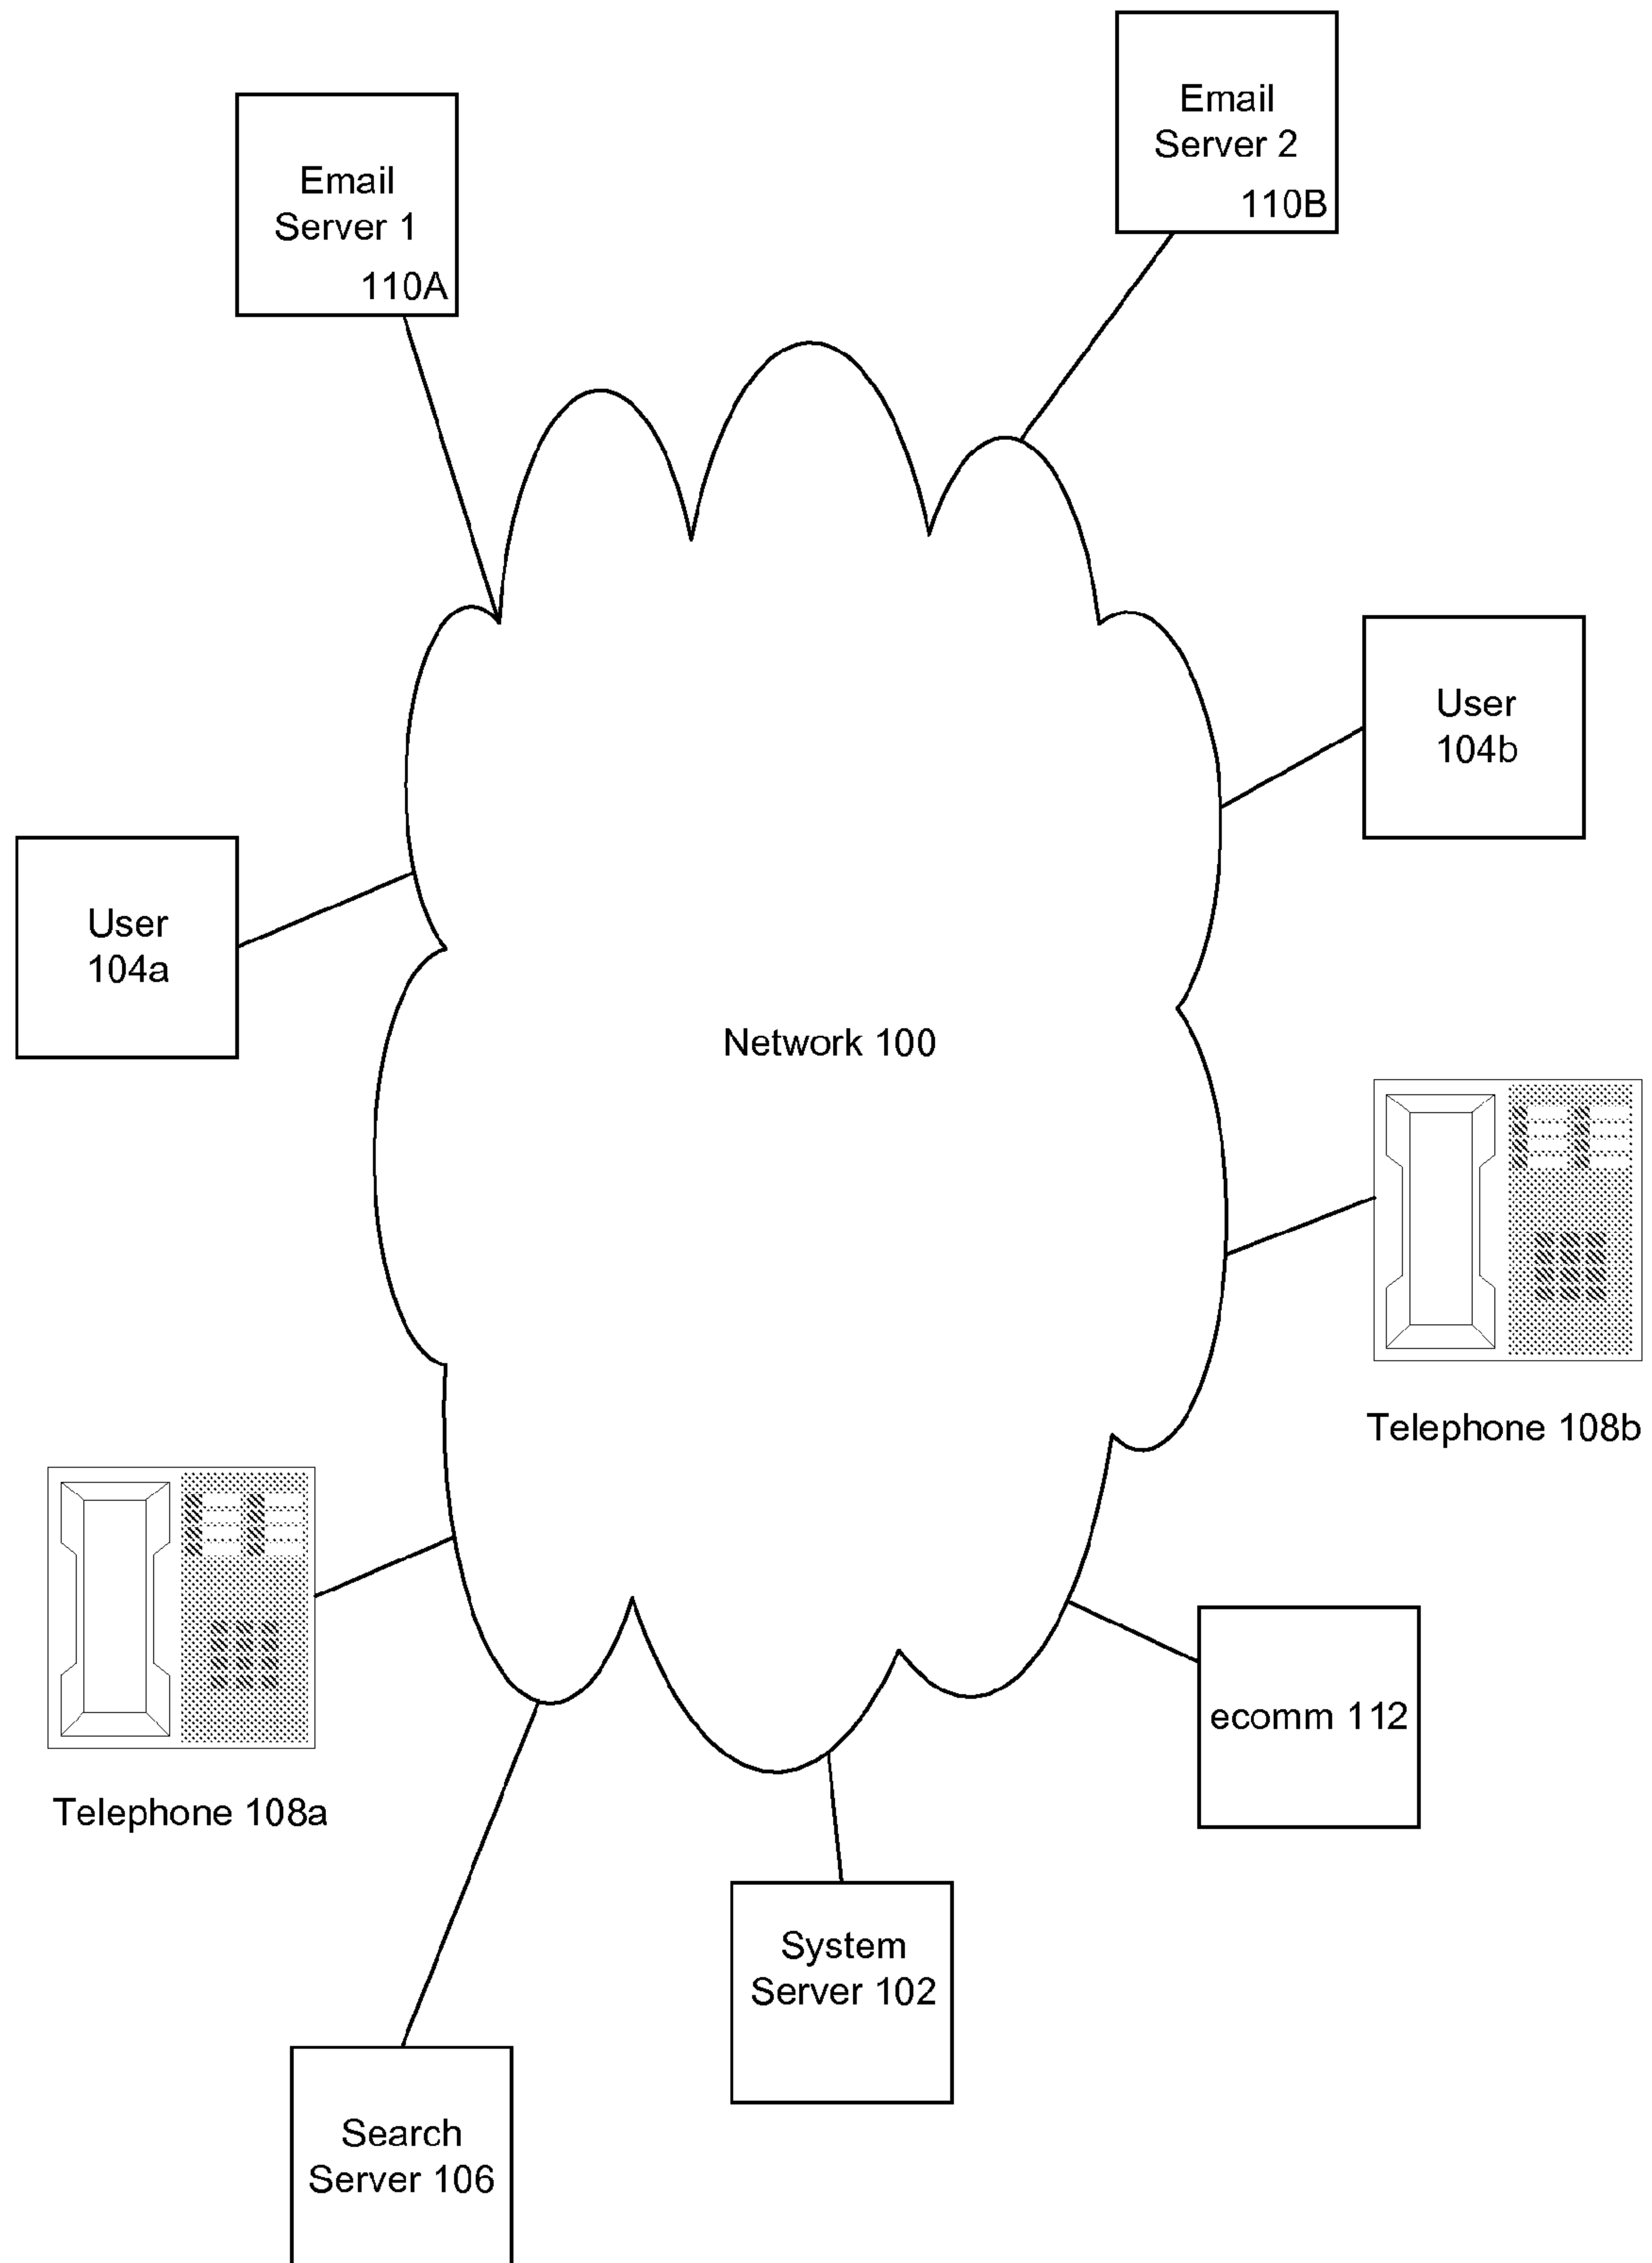 Email
Server 2
110B
Email
Server 1
110A
User
104b
User
104a
Network 100
Telephone 108b
Telephone 108a
ecomm 112
System
Server 102
Search
Server 106